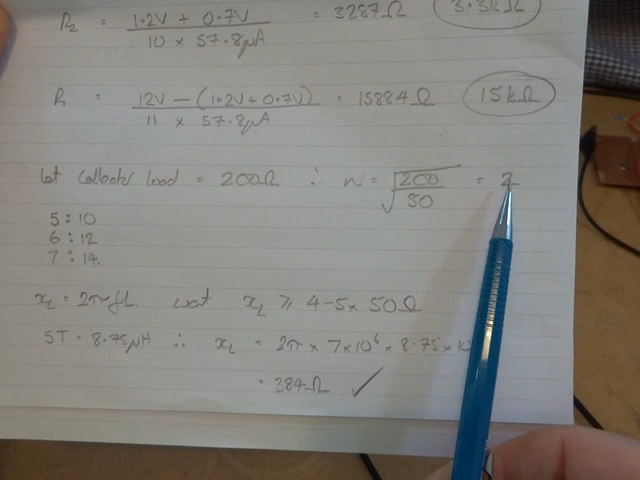 R2 = 1.2V + 0.7V / 10 x 57.8µA = 3287Ω 3.3kΩ
R1 = 12V - (1.2V + 0.7V) / 11 x 57.8µA = 15884Ω 15kΩ
Let Collector Load = 200Ω ∴ n = √200/50 = 2
5 : 10
6 : 12
7 : 14.
xL = 2πfL want xL ⩾ 4-5 x 50Ω
5T = 8.75µH ∴ xL = 2π x 7x10⁶ x 8.75 x 10
= 384Ω ✓